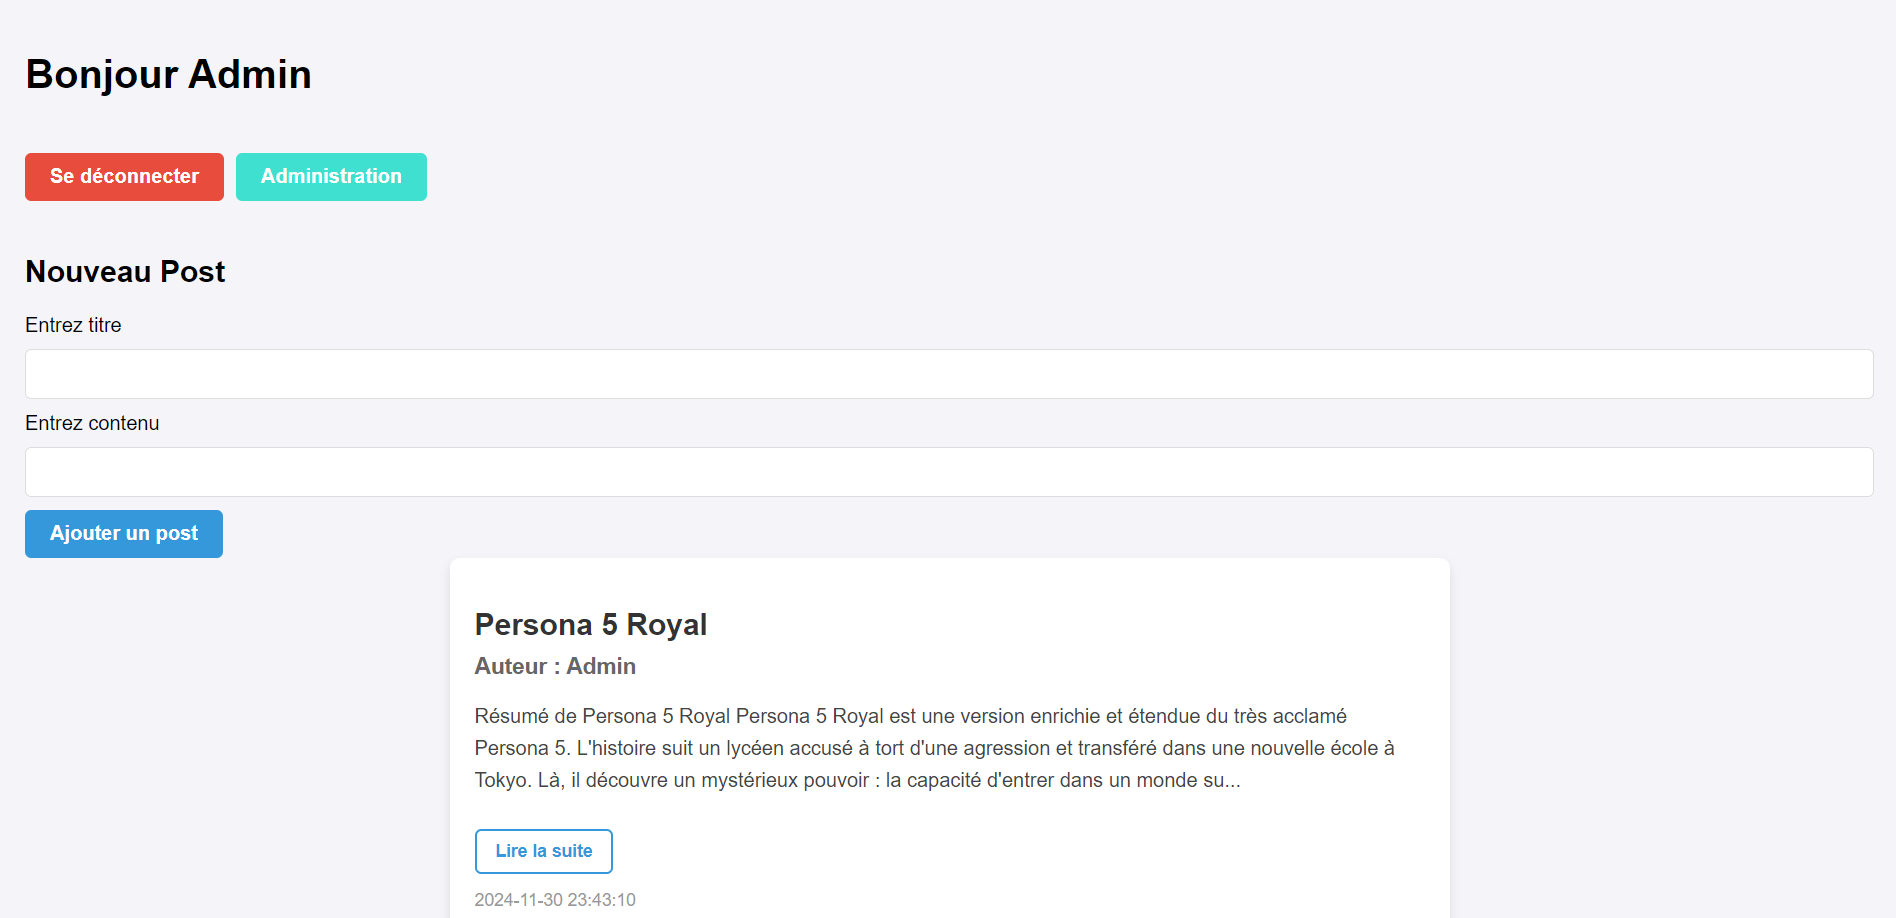 Bonjour Admin
Se déconnecter Administration
Nouveau Post
Entrez titre
Entrez contenu
Ajouter un post
Persona 5 Royal
Auteur : Admin
Résumé de Persona 5 Royal Persona 5 Royal est une version enrichie et étendue du très acclamé
Persona 5. L'histoire suit un lycéen accusé à tort d'une agression et transféré dans une nouvelle école à
Tokyo. Là, il découvre un mystérieux pouvoir : la capacité d'entrer dans un monde su...
Lire la suite
2024-11-30 23:43:10